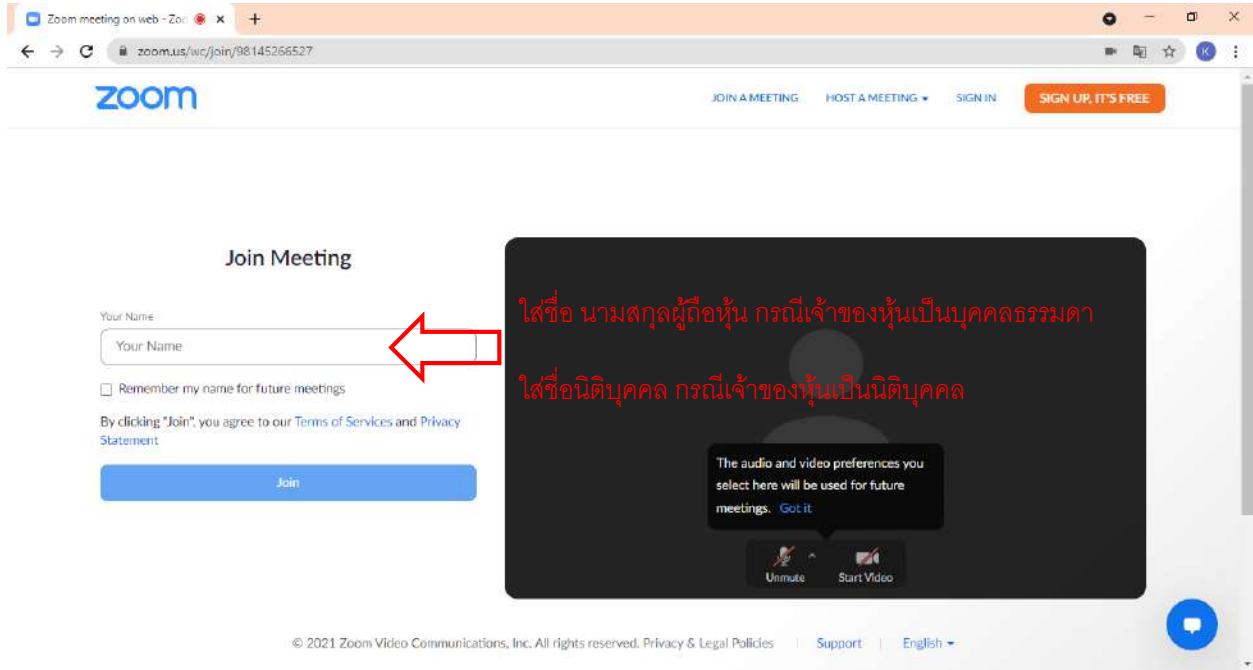 Zoom meeting on web - Zoo
zoom.us/wc/join/98145266527
K
zoom
JOIN A MEETING HOST A MEETING SIGN IN SIGN UP, IT'S FREE
Join Meeting
Your Name
Your Name
Remember my name for future meetings
By clicking "Join", you agree to our Terms of Services and Privacy
Statement
Join
ใส่ชื่อ นามสกุลผู้ถือหุ้น กรณีเจ้าของหุ้นเป็นบุคคลธรรมดา
ใส่ชื่อนิติบุคคล กรณีเจ้าของหุ้นเป็นนิติบุคคล
The audio and video preferences you
select here will be used for future
meetings. Got it
Unmute Start Video
© 2021 Zoom Video Communications, Inc. All rights reserved. Privacy & Legal Policies Support English